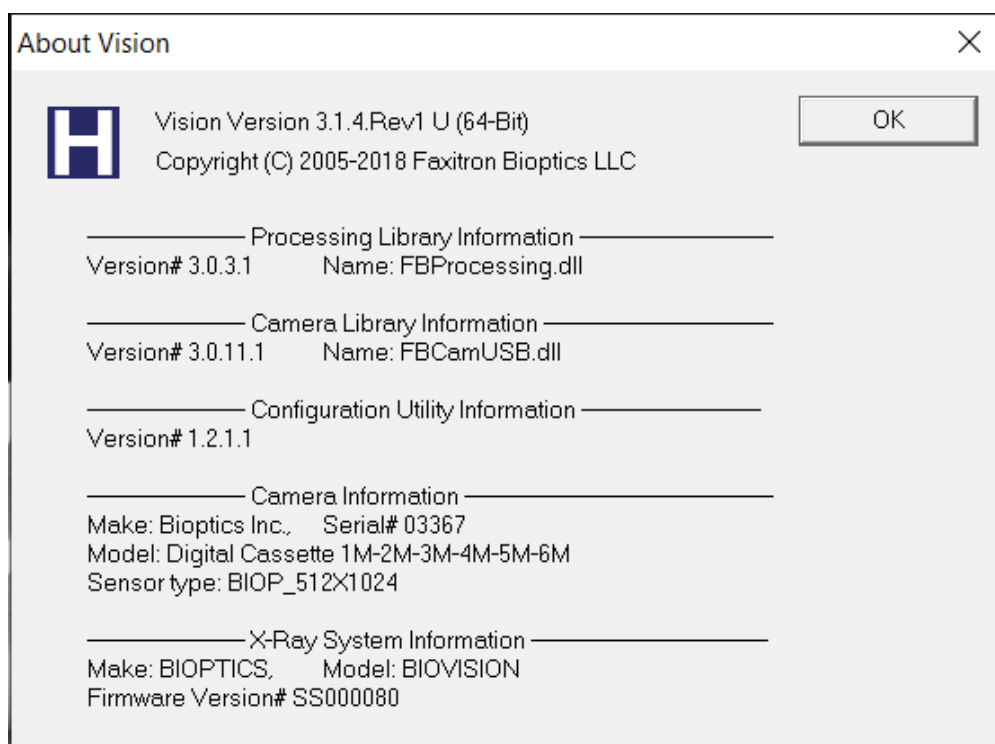 About Vision
H
Vision Version 3.1.4.Rev1 U (64-Bit)
OK
Copyright (C) 2005-2018 Faxitron Bioptics LLC
Processing Library Information
Version# 3.0.3.1 Name: FBProcessing.dll
Camera Library Information
Version# 3.0.11.1 Name: FBCamUSB.dll
Configuration Utility Information
Version# 1.2.1.1
Camera Information
Make: Bioptics Inc., Serial# 03367
Model: Digital Cassette 1M-2M-3M-4M-5M-6M
Sensor type: BIOP_512X1024
X-Ray System Information
Make: BIOPTICS, Model: BIOVISION
Firmware Version# SS000080